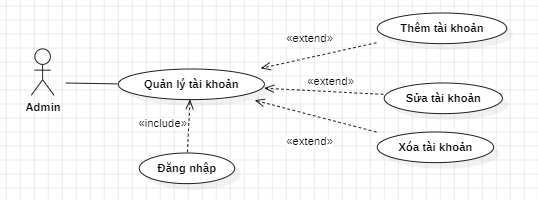 Thêm tài khoản
«extend»
Quản lý tài khoản
«extend»
Sửa tài khoản
Admin
«include»
«extend»
Xóa tài khoản
Đăng nhập